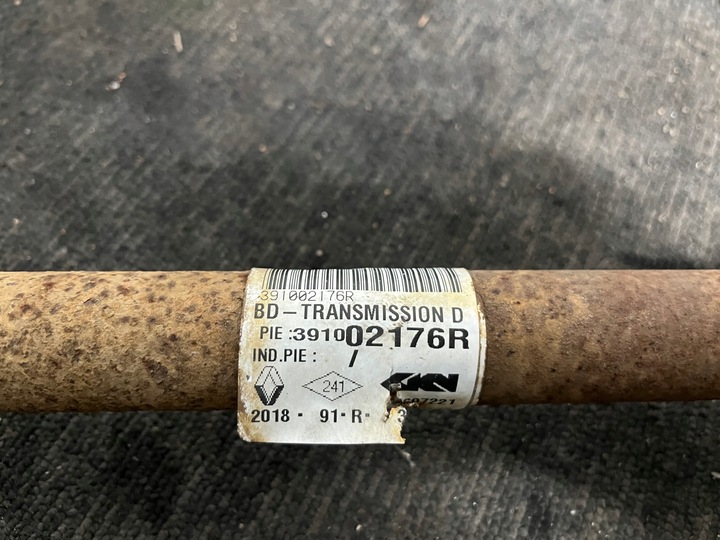 391002176R
BD-TRANSMISSION D
PIE :391002176R
IND.PIE : /
241 GKN
2018 · 91·R·